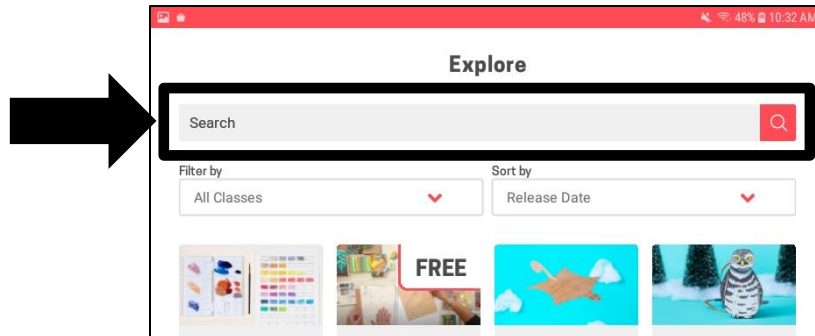 48% 10:32 AM
Explore
Search
Filter by
Sort by
All Classes
Release Date
FREE